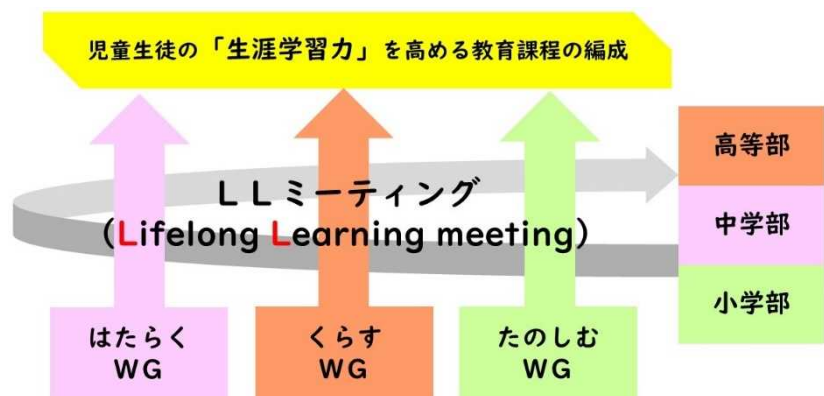 児童生徒の「生涯学習力」を高める教育課程の編成
高等部
ＬＬミーティング
（Lifelong Learning meeting）
中学部
小学部
はたらく
ＷＧ
くらす
ＷＧ
たのしむ
ＷＧ